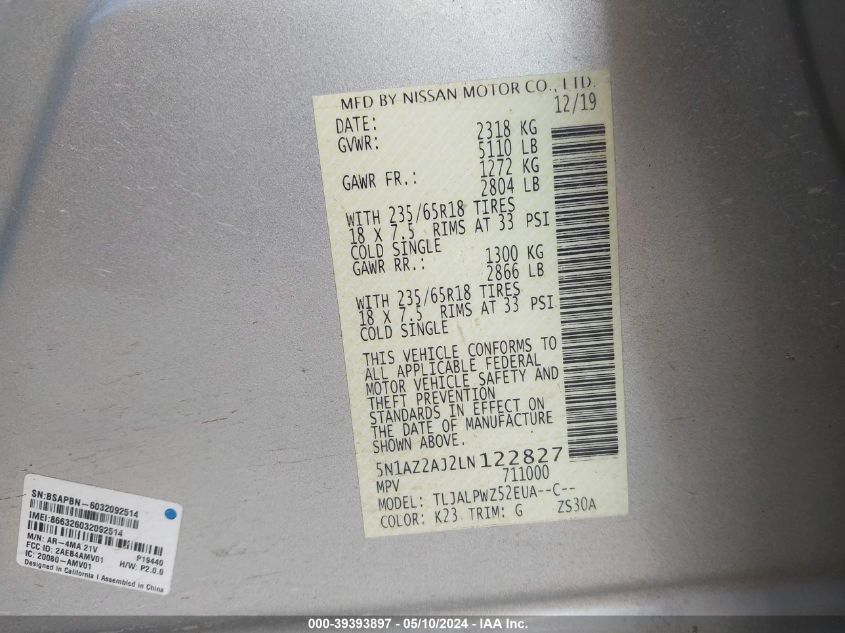 MFD BY NISSAN MOTOR CO., LTD.
DATE: 12/19
GVWR: 2318 KG
5110 LB
GAWR FR.: 1272 KG
2804 LB
WITH 235/65R18 TIRES
18 X 7.5 RIMS AT 33 PSI
COLD SINGLE
GAWR RR.: 1300 KG
2866 LB
WITH 235/65R18 TIRES
18 X 7.5 RIMS AT 33 PSI
COLD SINGLE
THIS VEHICLE CONFORMS TO
ALL APPLICABLE FEDERAL
MOTOR VEHICLE SAFETY AND
THEFT PREVENTION
STANDARDS IN EFFECT ON
THE DATE OF MANUFACTURE
SHOWN ABOVE.
5N1AZ2AJ2LN122827
MPV 711000
MODEL: TLJALPWZ52EUA--C--
COLOR: K23 TRIM: G ZS30A
SN:BSAPBN-6032092514
IMEI:866326032092514
M/N: AR-4MA 21V P19440
FCC ID: 2AEB4AMV01 H/W: P2.0.0
IC: 20080-AMV01
Designed in California | Assembled in China
000-39393897 - 05/10/2024 - IAA Inc.